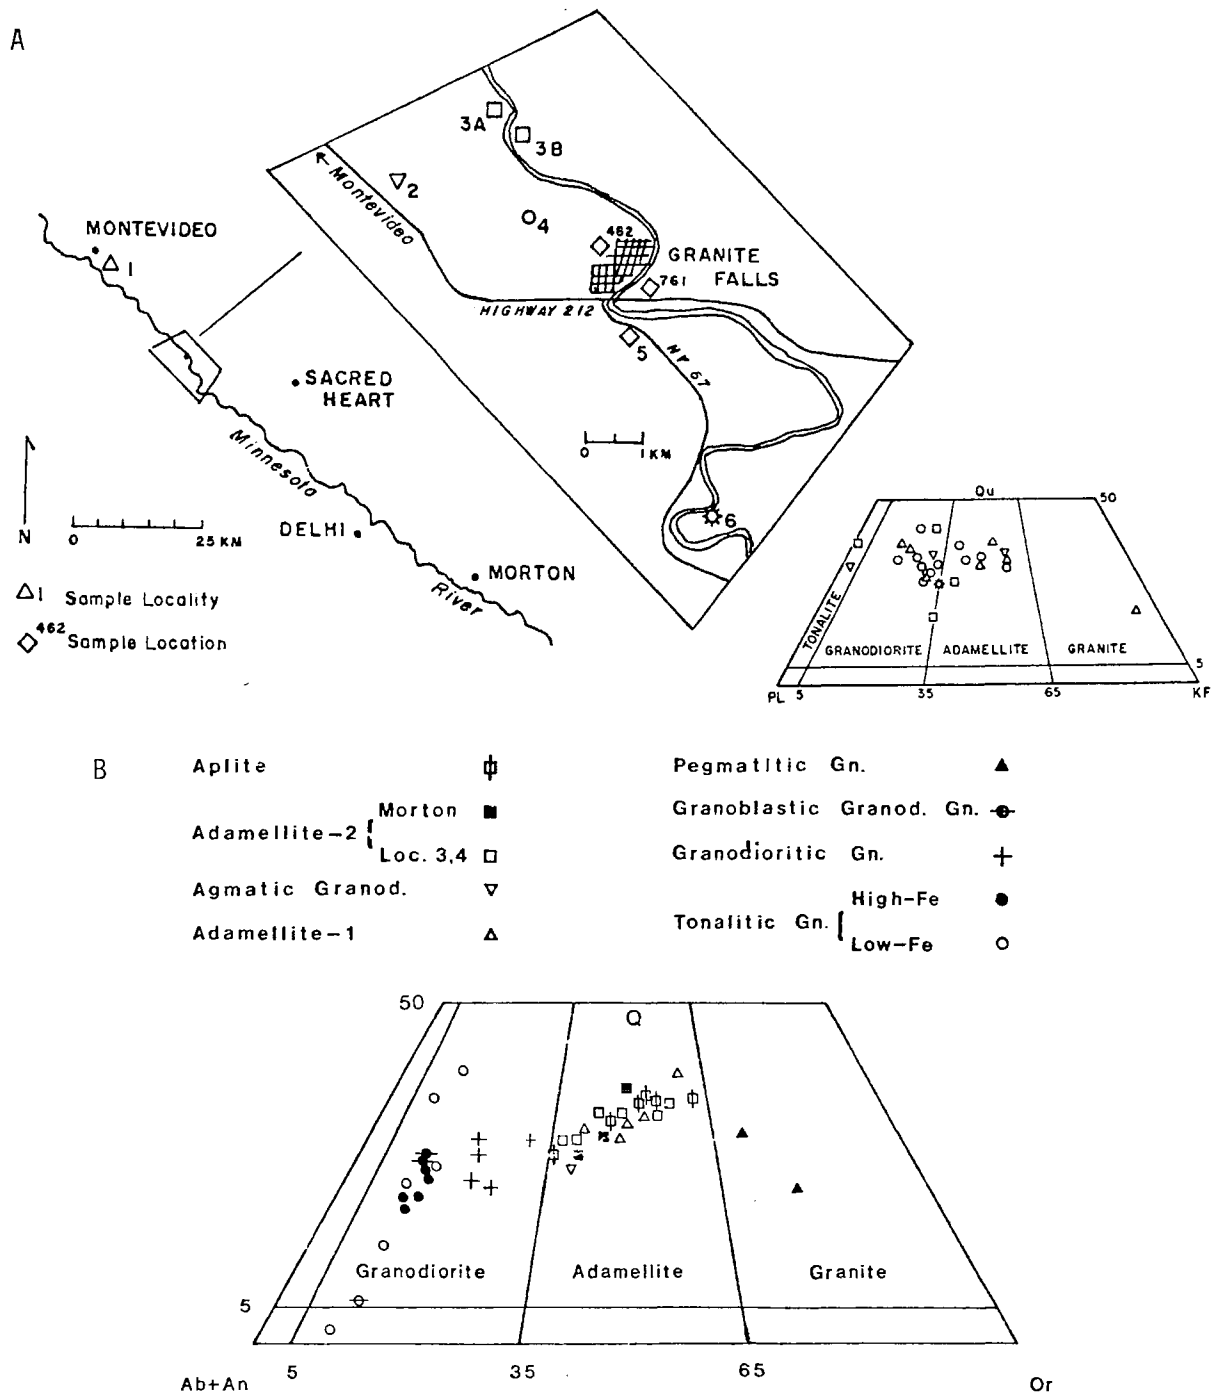 A
3A
3B
← Montevideo
2
4
462
MONTEVIDEO
1
GRANITE
FALLS
761
HIGHWAY 212
5
HY 67
SACRED
HEART
0 1 KM
Minnesota
River
6
DELHI
N
0 25 KM
MORTON
1 Sample Locality
462 Sample Location
Qu
50
TONALITE
GRANODIORITE
ADAMELLITE
GRANITE
5
PL 5 35 65 KF
B
Aplite
Adamellite-2
Morton
Loc. 3,4
Agmatic Granod.
Adamellite-1
Pegmatitic Gn.
Granoblastic Granod. Gn.
Granodioritic Gn.
Tonalitic Gn.
High-Fe
Low-Fe
50
Q
Granodiorite
Adamellite
Granite
5
5 35 65
Ab+An
Or